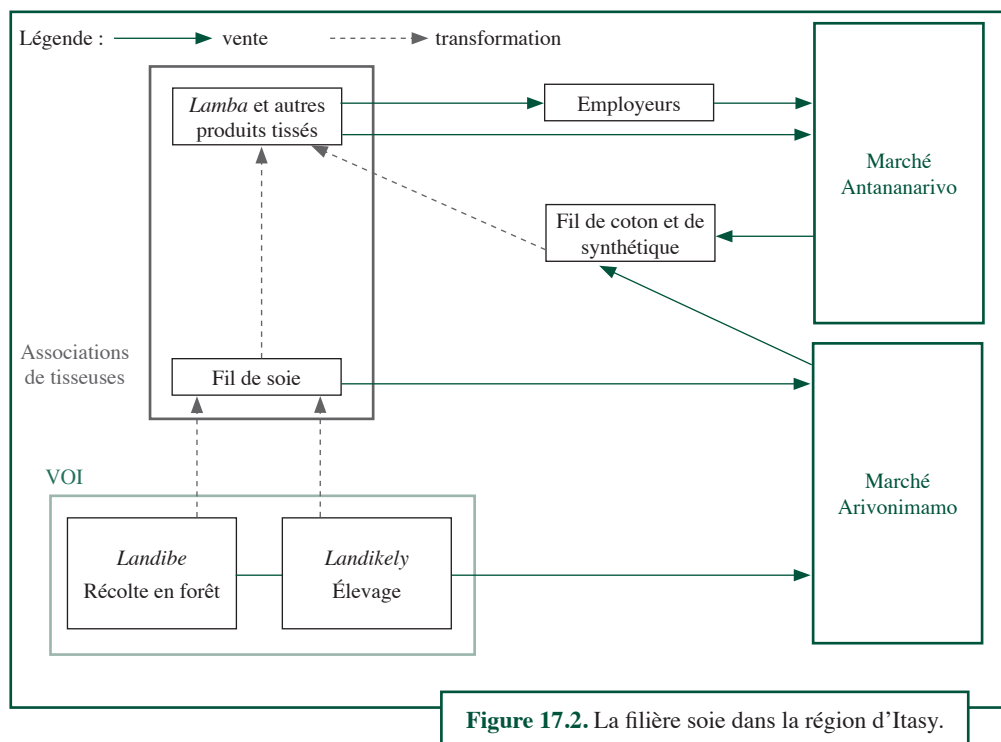 Légende :
vente
transformation
Lamba et autres
produits tissés
Employeurs
Marché
Antananarivo
Fil de coton et de
synthétique
Associations
de tisseuses
Fil de soie
VOI
Landibe
Récolte en forêt
Landikely
Élevage
Marché
Arivonimamo
Figure 17.2. La filière soie dans la région d’Itasy.